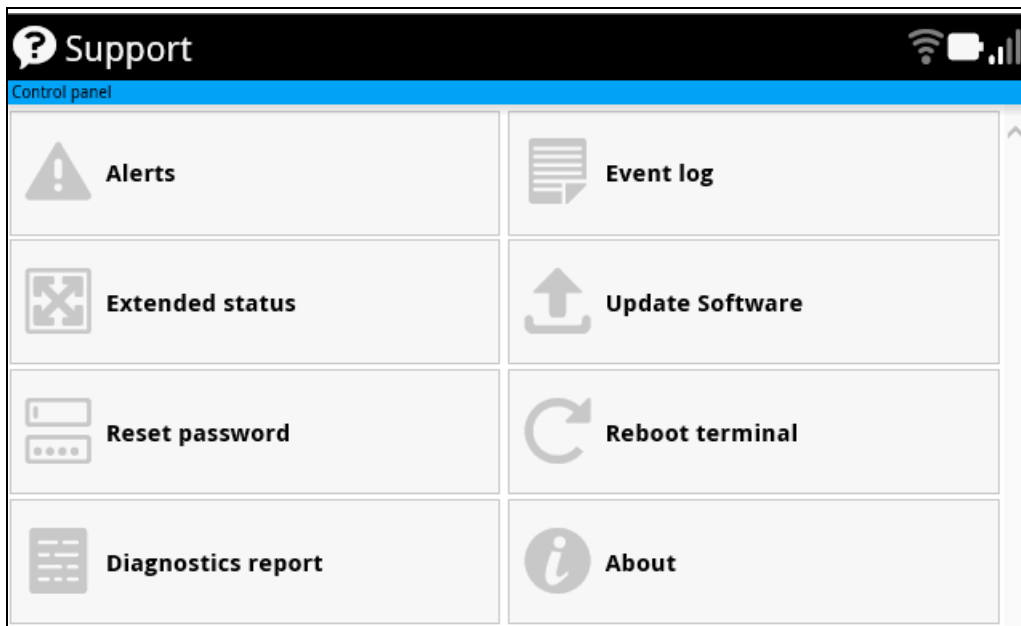 Support
Control panel
Alerts
Event log
Extended status
Update Software
Reset password
Reboot terminal
Diagnostics report
About